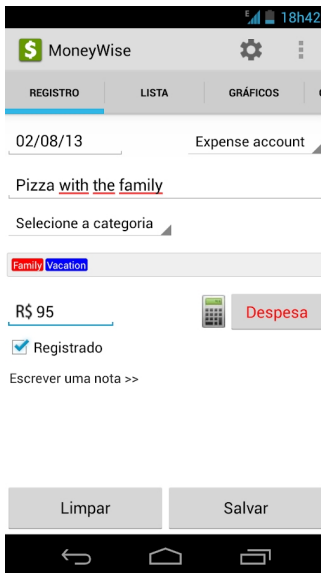 E 18h42
MoneyWise
REGISTRO LISTA GRÁFICOS
02/08/13 Expense account
Pizza with the family
Selecione a categoria
Family Vacation
R$ 95 Despesa
Registrado
Escrever uma nota >>
Limpar Salvar